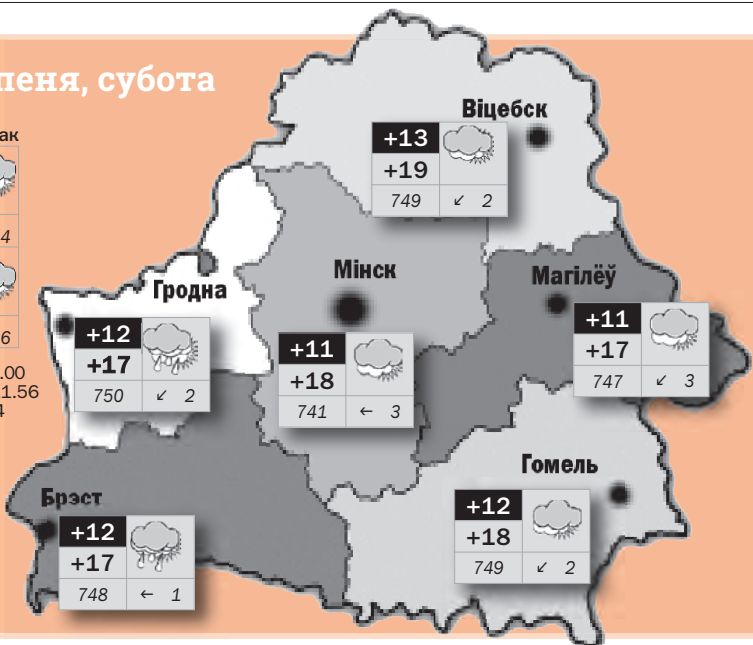 пеня, субота
ак
4
6
.00
1.56
4
Віцебск
+13
+19
749 ↙ 2
Мінск
+11
+18
741 ← 3
Магілёў
+11
+17
747 ↙ 3
Гродна
+12
+17
750 ↙ 2
Гомель
+12
+18
749 ↙ 2
Брэст
+12
+17
748 ← 1